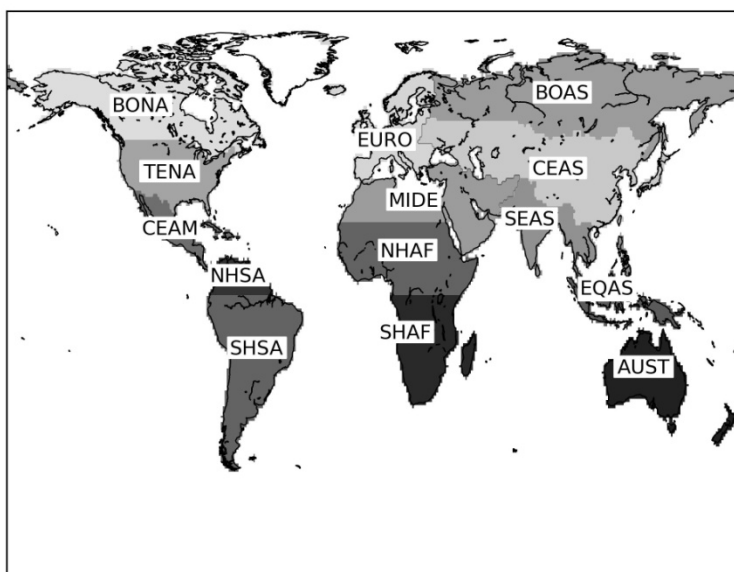 BONA
BOAS
EURO
TENA
CEAS
MIDE
SEAS
CEAM
NHAF
NHSA
EQAS
SHAF
SHSA
AUST